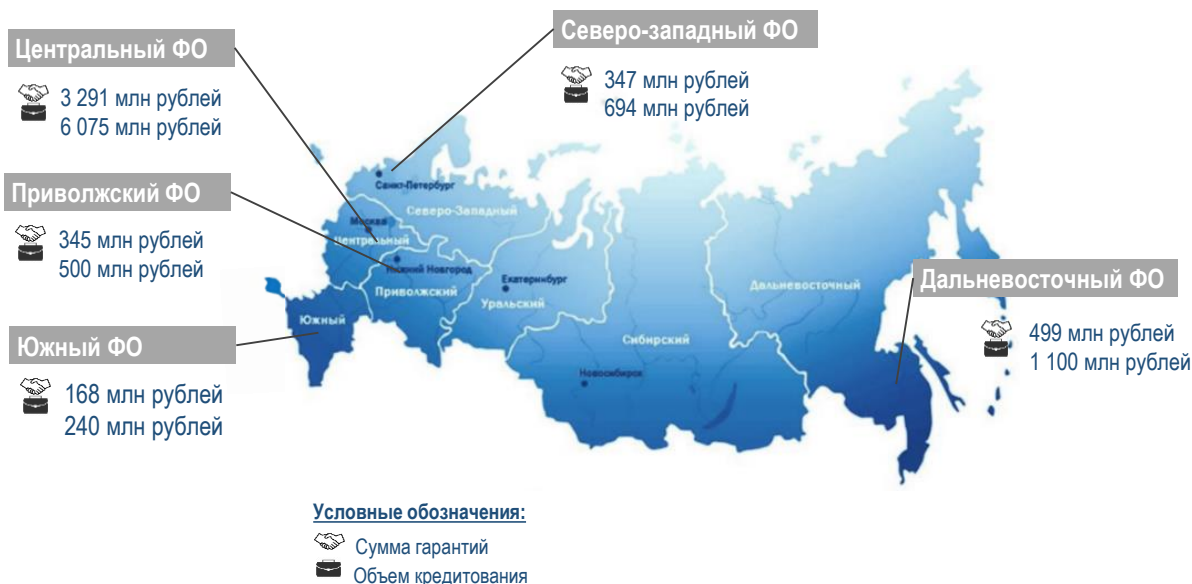 Центральный ФО
3 291 млн рублей
6 075 млн рублей
Северо-западный ФО
347 млн рублей
694 млн рублей
Приволжский ФО
345 млн рублей
500 млн рублей
Южный ФО
168 млн рублей
240 млн рублей
Дальневосточный ФО
499 млн рублей
1 100 млн рублей
Санкт-Петербург
Северо-Западный
Москва
Центральный
Нижний Новгород
Приволжский
Екатеринбург
Уральский
Дальневосточный
Южный
Сибирский
Новосибирск
Условные обозначения:
Сумма гарантий
Объем кредитования